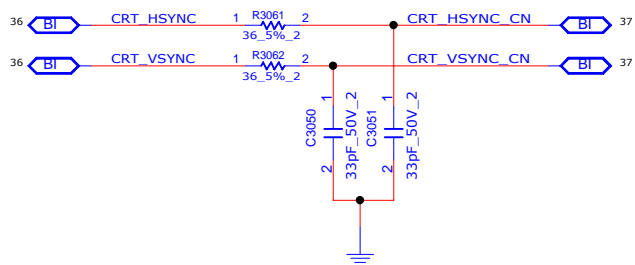 36 BI CRT_HSYNC 1 R3061 2 CRT_HSYNC_CN BI 37
36_5%_2
36 BI CRT_VSYNC 1 R3062 2 CRT_VSYNC_CN BI 37
36_5%_2
1 1
C3050 33pF_50V_2 C3051 33pF_50V_2
2 2